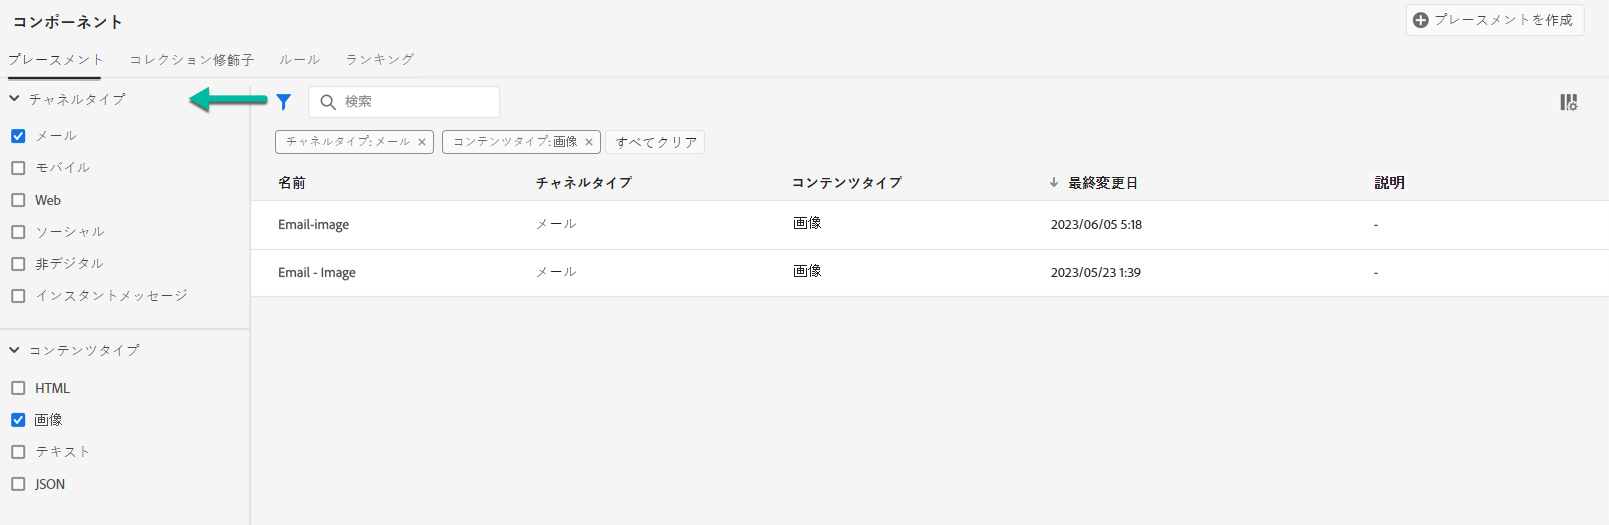 コンポーネント
プレースメントを作成
プレースメント コレクション修飾子 ルール ランキング
チャネルタイプ
メール
モバイル
Web
ソーシャル
非デジタル
インスタントメッセージ
コンテンツタイプ
HTML
画像
テキスト
JSON
検索
チャネルタイプ: メール × コンテンツタイプ: 画像 × すべてクリア
名前 チャネルタイプ コンテンツタイプ ↓ 最終変更日 説明
Email-image メール 画像 2023/06/05 5:18 -
Email - Image メール 画像 2023/05/23 1:39 -